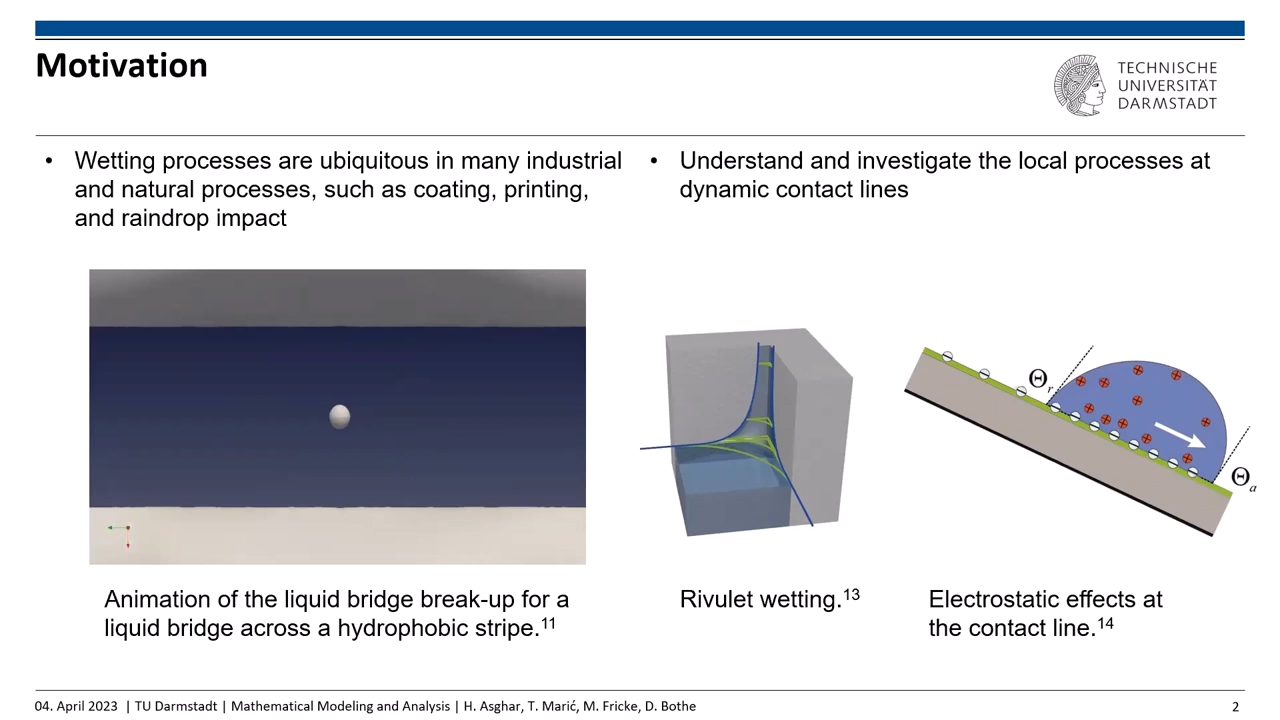 Motivation
TECHNISCHE
UNIVERSITÄT
DARMSTADT
• Wetting processes are ubiquitous in many industrial
and natural processes, such as coating, printing,
and raindrop impact
• Understand and investigate the local processes at
dynamic contact lines
Θr
Θa
Animation of the liquid bridge break-up for a
liquid bridge across a hydrophobic stripe.11
Rivulet wetting.13
Electrostatic effects at
the contact line.14
04. April 2023 | TU Darmstadt | Mathematical Modeling and Analysis | H. Asghar, T. Marić, M. Fricke, D. Bothe
2